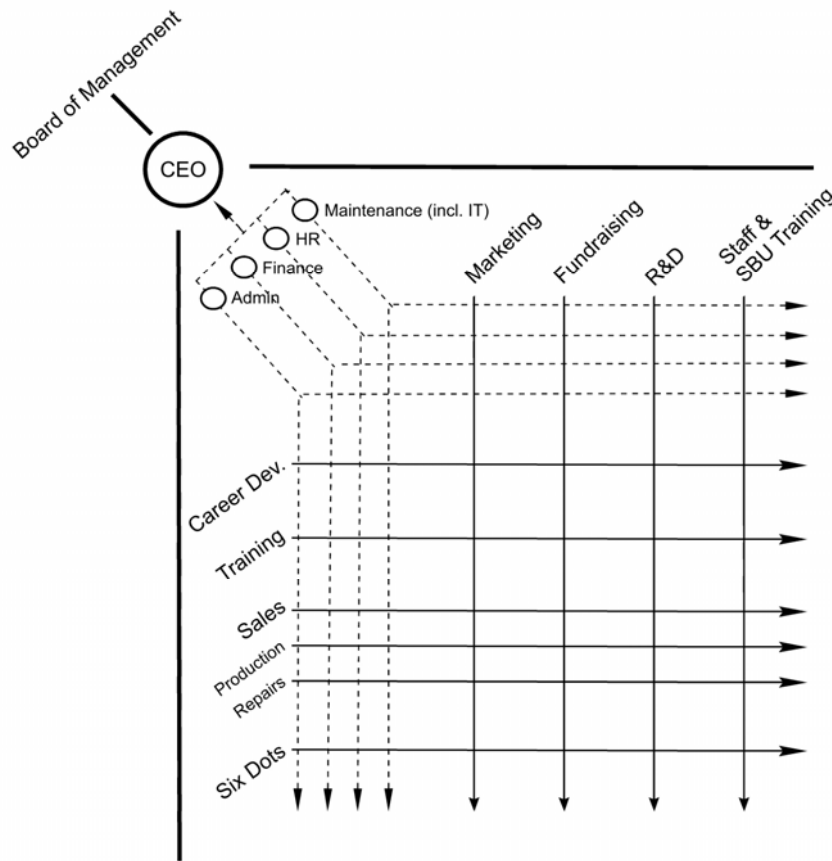 Board of Management
CEO
Maintenance (incl. IT)
HR
Finance
Admin
Marketing
Fundraising
R&D
Staff &
SBU Training
Career Dev.
Training
Sales
Production
Repairs
Six Dots